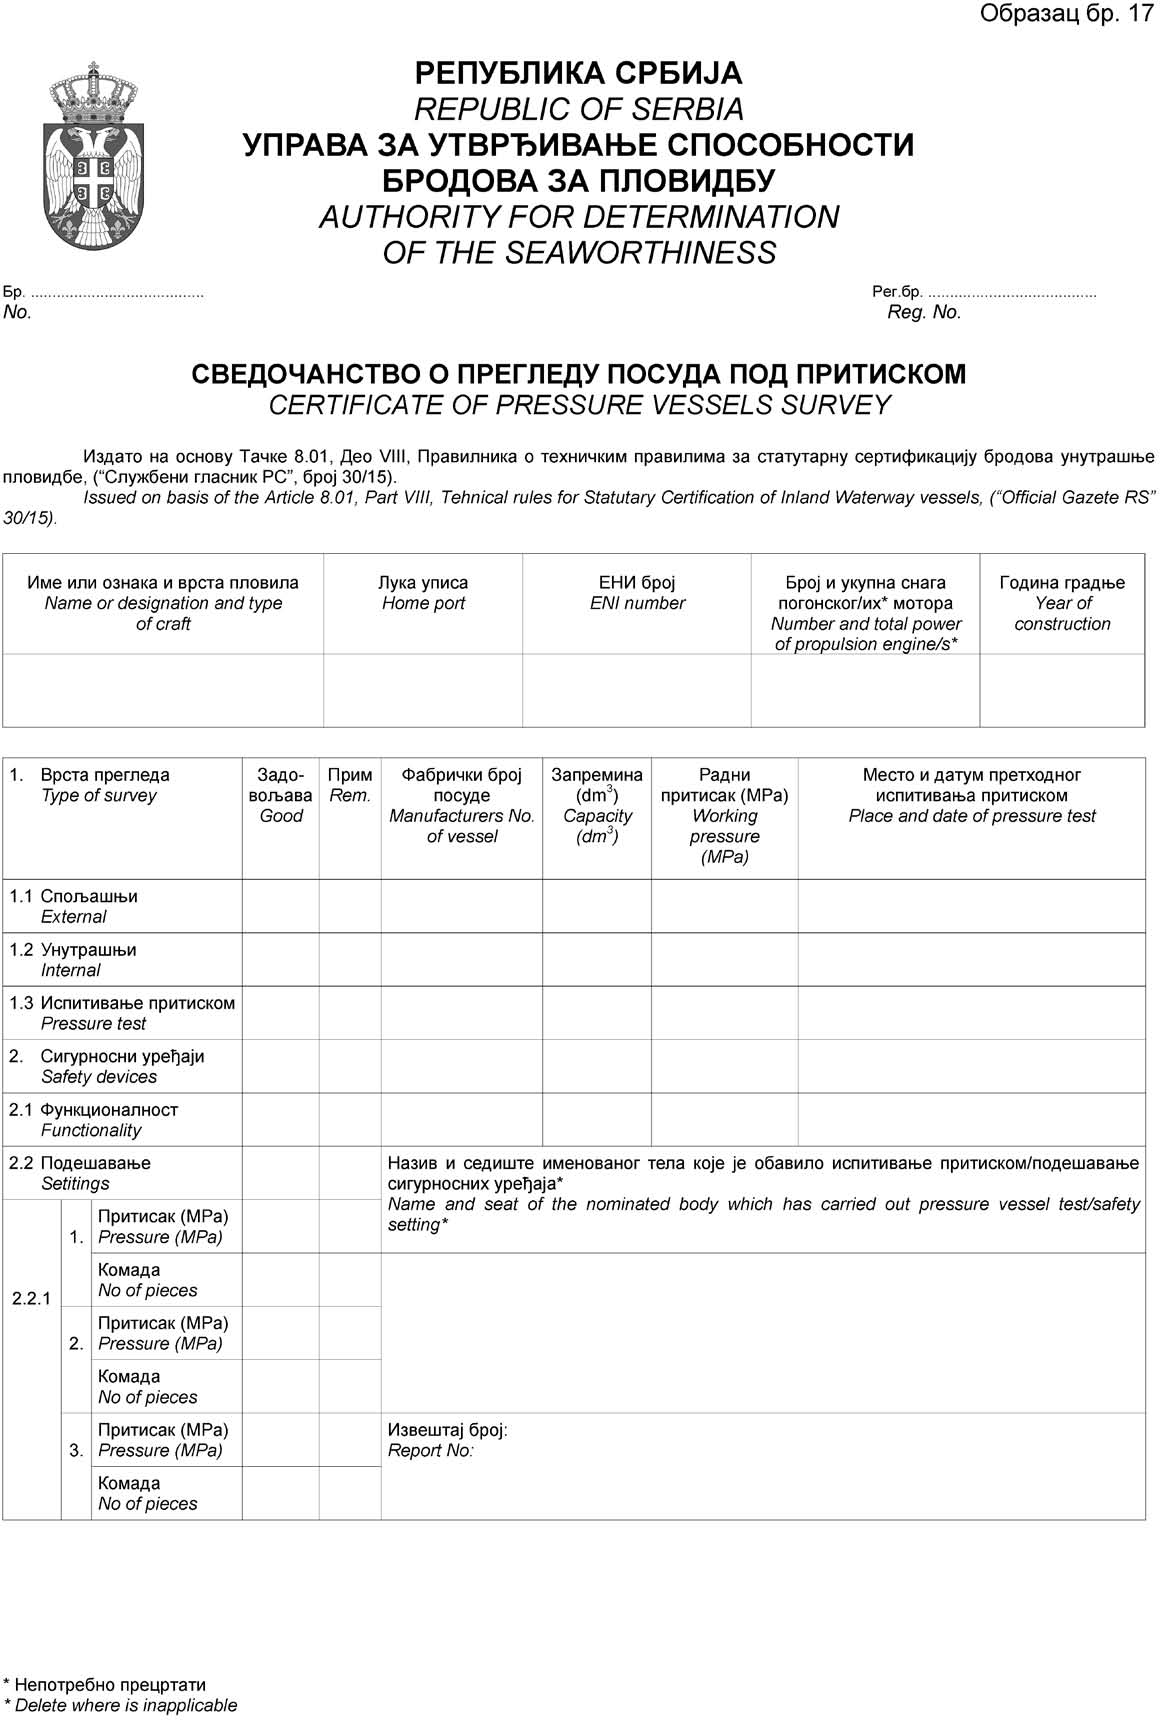 Образац бр. 17
РЕПУБЛИКА СРБИЈА
REPUBLIC OF SERBIA
УПРАВА ЗА УТВРЂИВАЊЕ СПОСОБНОСТИ
БРОДОВА ЗА ПЛОВИДБУ
AUTHORITY FOR DETERMINATION
OF THE SEAWORTHINESS
Бр. ........................................ Рег.бр. .......................................
No. Reg. No.
СВЕДОЧАНСТВО О ПРЕГЛЕДУ ПОСУДА ПОД ПРИТИСКОМ
CERTIFICATE OF PRESSURE VESSELS SURVEY
Издато на основу Тачке 8.01, Део VIII, Правилника о техничким правилима за статутарну сертификацију бродова унутрашње
пловидбе, (“Службени гласник РС”, број 30/15).
Issued on basis of the Article 8.01, Part VIII, Tehnical rules for Statutary Certification of Inland Waterway vessels, (“Official Gazete RS”
30/15).
Име или ознака и врста пловила
Name or designation and type
of craft
Лука уписа
Home port
ЕНИ број
ENI number
Број и укупна снага
погонског/их* мотора
Number and total power
of propulsion engine/s*
Година градње
Year of
construction
1. Врста прегледа
Type of survey
Задо-
вољава
Good
Прим
Rem.
Фабрички број
посуде
Manufacturers No.
of vessel
Запремина
(dm3)
Capacity
(dm3)
Радни
притисак (MPa)
Working
pressure
(MPa)
Место и датум претходног
испитивања притиском
Place and date of pressure test
1.1 Спољашњи
External
1.2 Унутрашњи
Internal
1.3 Испитивање притиском
Pressure test
2. Сигурносни уређаји
Safety devices
2.1 Функционалност
Functionality
2.2 Подешавање
Setitings
Назив и седиште именованог тела које је обавило испитивање притиском/подешавање
сигурносних уређаја*
Name and seat of the nominated body which has carried out pressure vessel test/safety
setting*
2.2.1
1.
Притисак (MPa)
Pressure (MPa)
Комада
No of pieces
2.
Притисак (MPa)
Pressure (MPa)
Комада
No of pieces
3.
Притисак (MPa)
Pressure (MPa)
Комада
No of pieces
Извештај број:
Report No:
* Непотребно прецртати
* Delete where is inapplicable